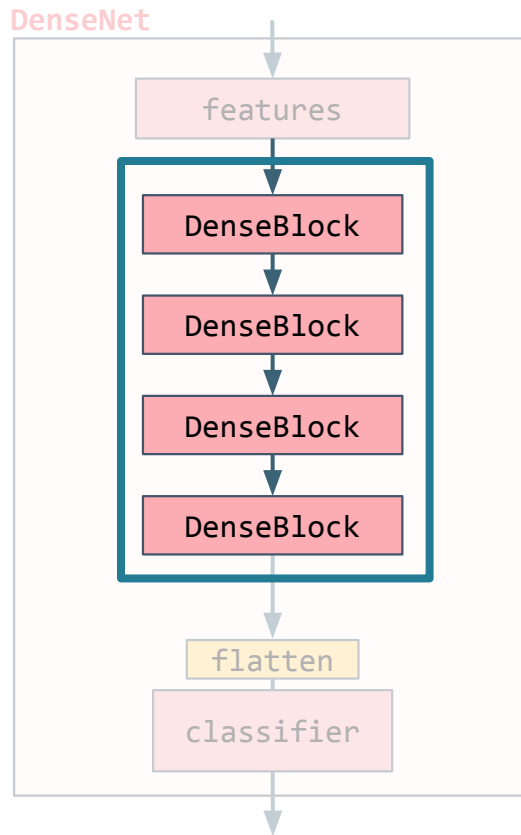 DenseNet
features
DenseBlock
DenseBlock
DenseBlock
DenseBlock
flatten
classifier